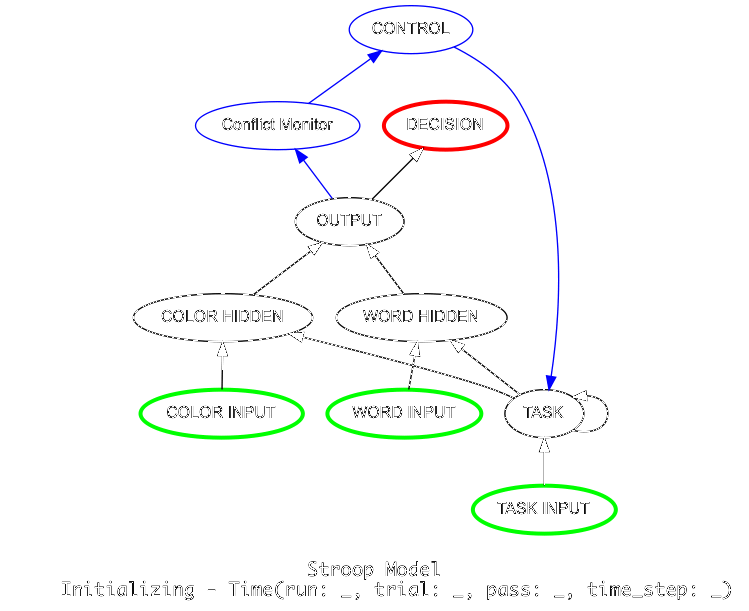 CONTROL
Conflict Monitor
DECISION
OUTPUT
COLOR HIDDEN
WORD HIDDEN
COLOR INPUT
WORD INPUT
TASK
TASK INPUT
Stroop Model
Initializing - Time(run: _, trial: _, pass: _, time_step: _)